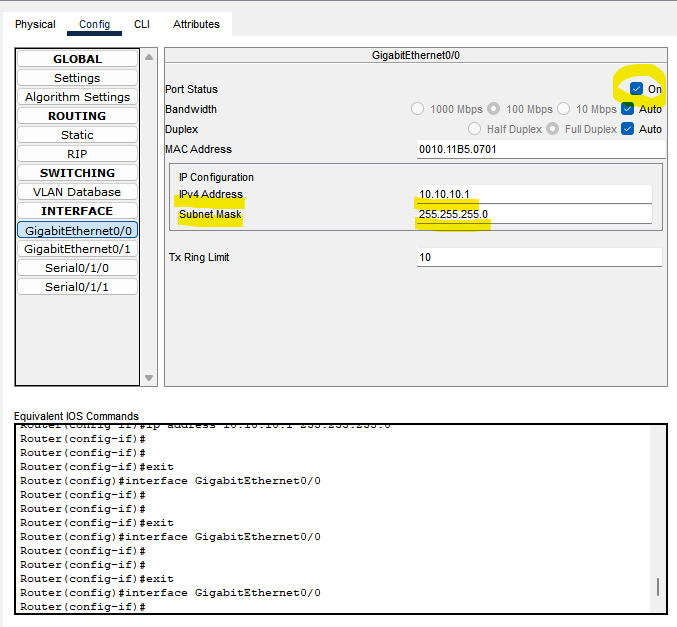 Physical Config CLI Attributes
GLOBAL
Settings
Algorithm Settings
ROUTING
Static
RIP
SWITCHING
VLAN Database
INTERFACE
GigabitEthernet0/0
GigabitEthernet0/1
Serial0/1/0
Serial0/1/1
GigabitEthernet0/0
Port Status On
Bandwidth 1000 Mbps 100 Mbps 10 Mbps Auto
Duplex Half Duplex Full Duplex Auto
MAC Address 0010.11B5.0701
IP Configuration
IPv4 Address 10.10.10.1
Subnet Mask 255.255.255.0
Tx Ring Limit 10
Equivalent IOS Commands
Router(config-if)#ip address 10.10.10.1 255.255.255.0
Router(config-if)#
Router(config-if)#
Router(config-if)#exit
Router(config)#interface GigabitEthernet0/0
Router(config-if)#
Router(config-if)#
Router(config-if)#exit
Router(config)#interface GigabitEthernet0/0
Router(config-if)#
Router(config-if)#
Router(config-if)#exit
Router(config)#interface GigabitEthernet0/0
Router(config-if)#